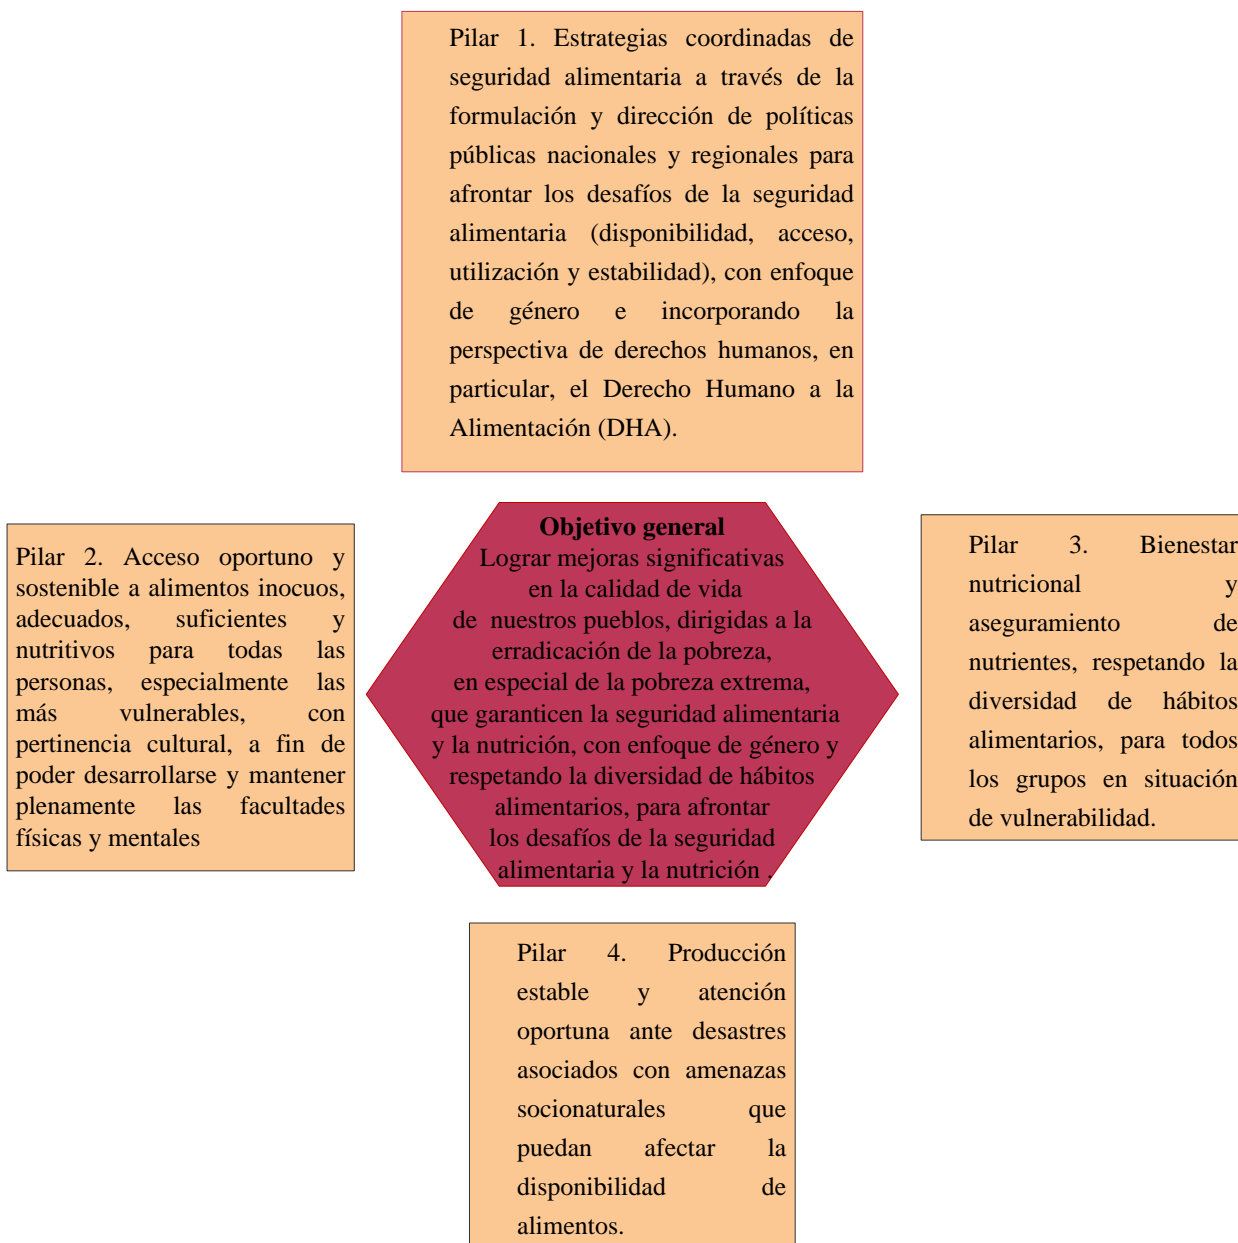 Pilar 1. Estrategias coordinadas de
seguridad alimentaria a través de la
formulación y dirección de políticas
públicas nacionales y regionales para
afrontar los desafíos de la seguridad
alimentaria (disponibilidad, acceso,
utilización y estabilidad), con enfoque
de género e incorporando la
perspectiva de derechos humanos, en
particular, el Derecho Humano a la
Alimentación (DHA).
Pilar 2. Acceso oportuno y
sostenible a alimentos inocuos,
adecuados, suficientes y
nutritivos para todas las
personas, especialmente las
más vulnerables, con
pertinencia cultural, a fin de
poder desarrollarse y mantener
plenamente las facultades
físicas y mentales
Objetivo general
Lograr mejoras significativas
en la calidad de vida
de nuestros pueblos, dirigidas a la
erradicación de la pobreza,
en especial de la pobreza extrema,
que garanticen la seguridad alimentaria
y la nutrición, con enfoque de género y
respetando la diversidad de hábitos
alimentarios, para afrontar
los desafíos de la seguridad
alimentaria y la nutrición .
Pilar 3. Bienestar
nutricional y
aseguramiento de
nutrientes, respetando la
diversidad de hábitos
alimentarios, para todos
los grupos en situación
de vulnerabilidad.
Pilar 4. Producción
estable y atención
oportuna ante desastres
asociados con amenazas
socionaturales que
puedan afectar la
disponibilidad de
alimentos.